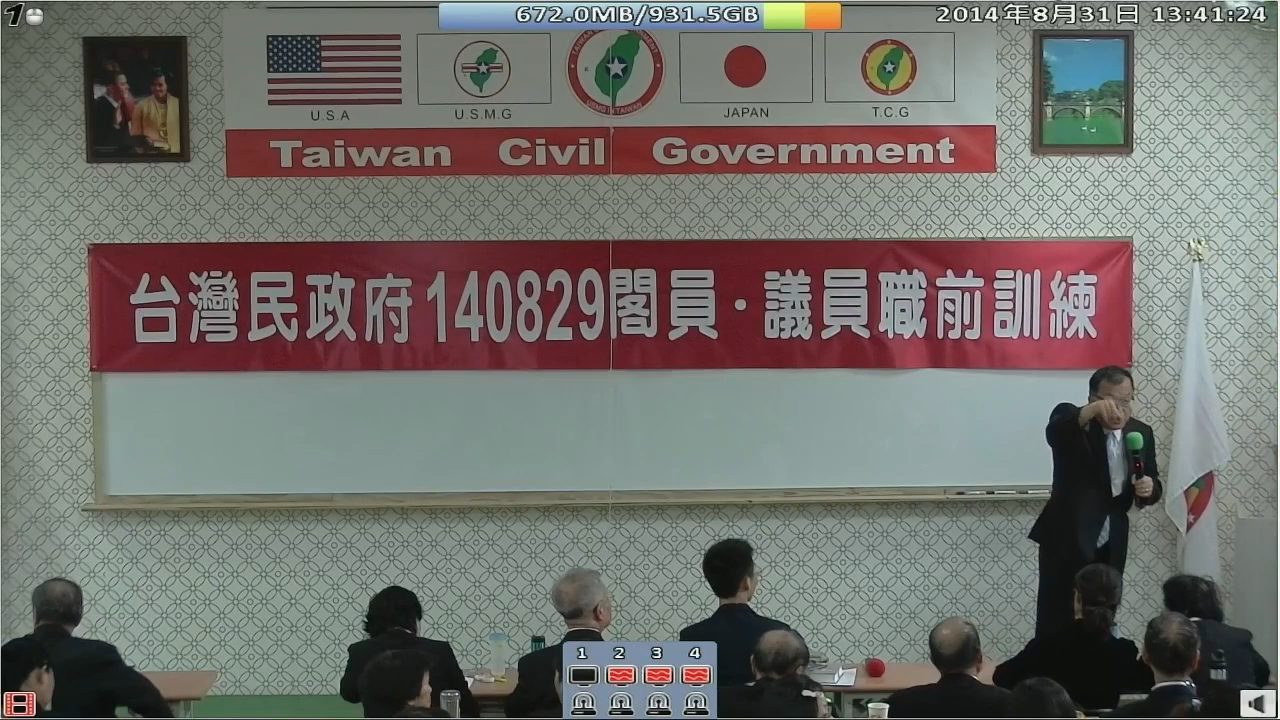 1
672.0MB/931.5GB
2014年8月31日 13:41:24
U.S.A
U.S.M.G
JAPAN
T.C.G
Taiwan Civil Government
台灣民政府140829閣員·議員職前訓練
1 2 3 4